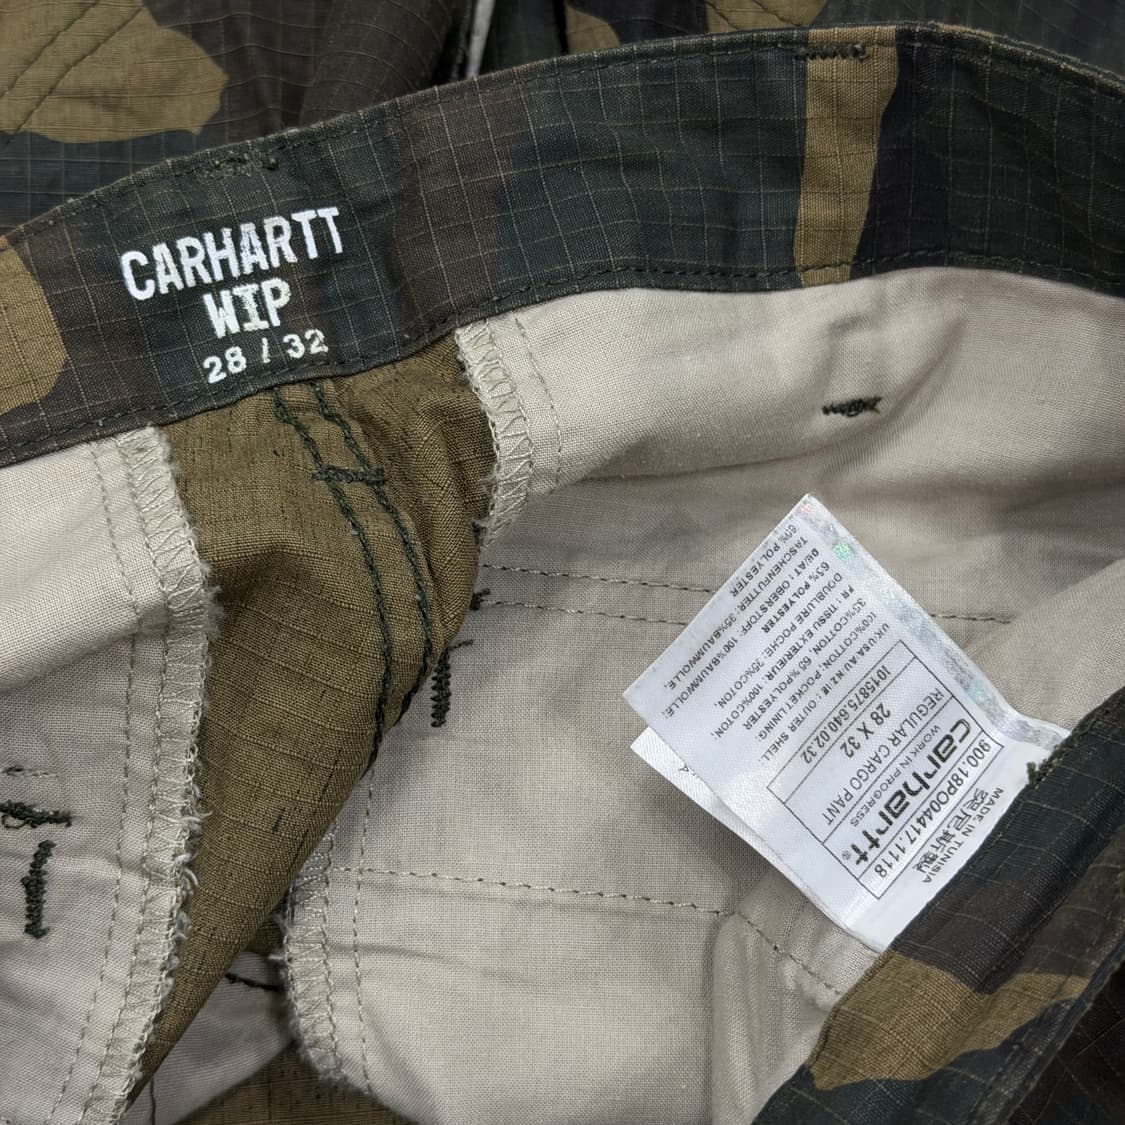 CARHARTT
WIP
28 / 32
MADE IN TUNISIA
900.18PO04417.1118
carhartt®
WORK IN PROGRESS
REGULAR CARGO PANT
28 X 32
I015875.640.02.32
UK/USA/AU/NZ/IE: OUTER SHELL:
100%COTTON; POCKET LINING:
35%COTTON, 65%POLYESTER
FR: TISSU EXTERIEUR: 100%COTON;
DOUBLURE POCHE: 35%COTON,
65% POLYESTER
DE/AT: OBERSTOFF: 100%BAUMWOLLE;
TASCHENFUTTER: 35%BAUMWOLLE,
65% POLYESTER